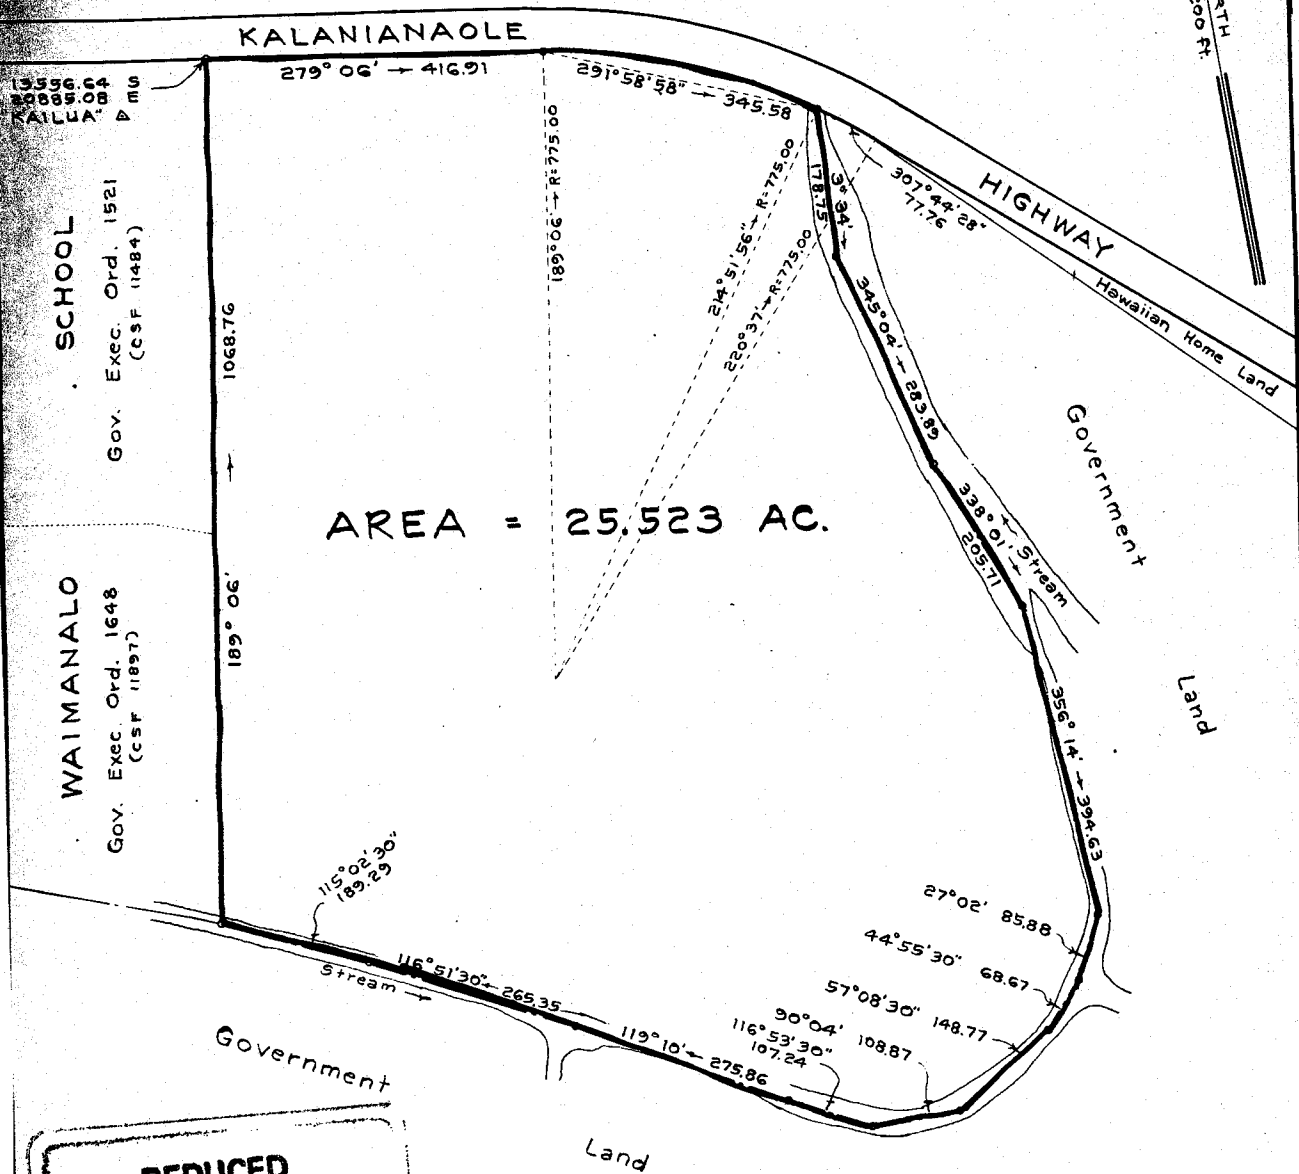 KALANIANAOLE
279° 06' → 416.91
291°58'58" → 345.58
20885.08 E
"KAILUA" △
RTH
SCHOOL
Gov. Exec. Ord. 1521
(CSF 11484)
1068.76
189° 06'
WAIMANALO
Gov. Exec. Ord. 1648
(CSF 11897)
189°06' → R=775.00
214°51'56" → R=775.00
220°37' → R=775.00
3° 34' →
178.75
307°44'28"
77.76
HIGHWAY
Hawaiian Home Land
345°04' → 283.89
Government
Land
AREA = 25.523 AC.
338° 01' →
205.71
Stream
356° 14' → 394.63
27°02' 85.88
44°55'30" 68.67
57°08'30" 148.77
90°04' 108.87
116°53'30"
107.24
119°10' ← 275.86
116°51'30" ← 265.35
115°02'30"
189.29
Stream →
Government
Land
REDUCED